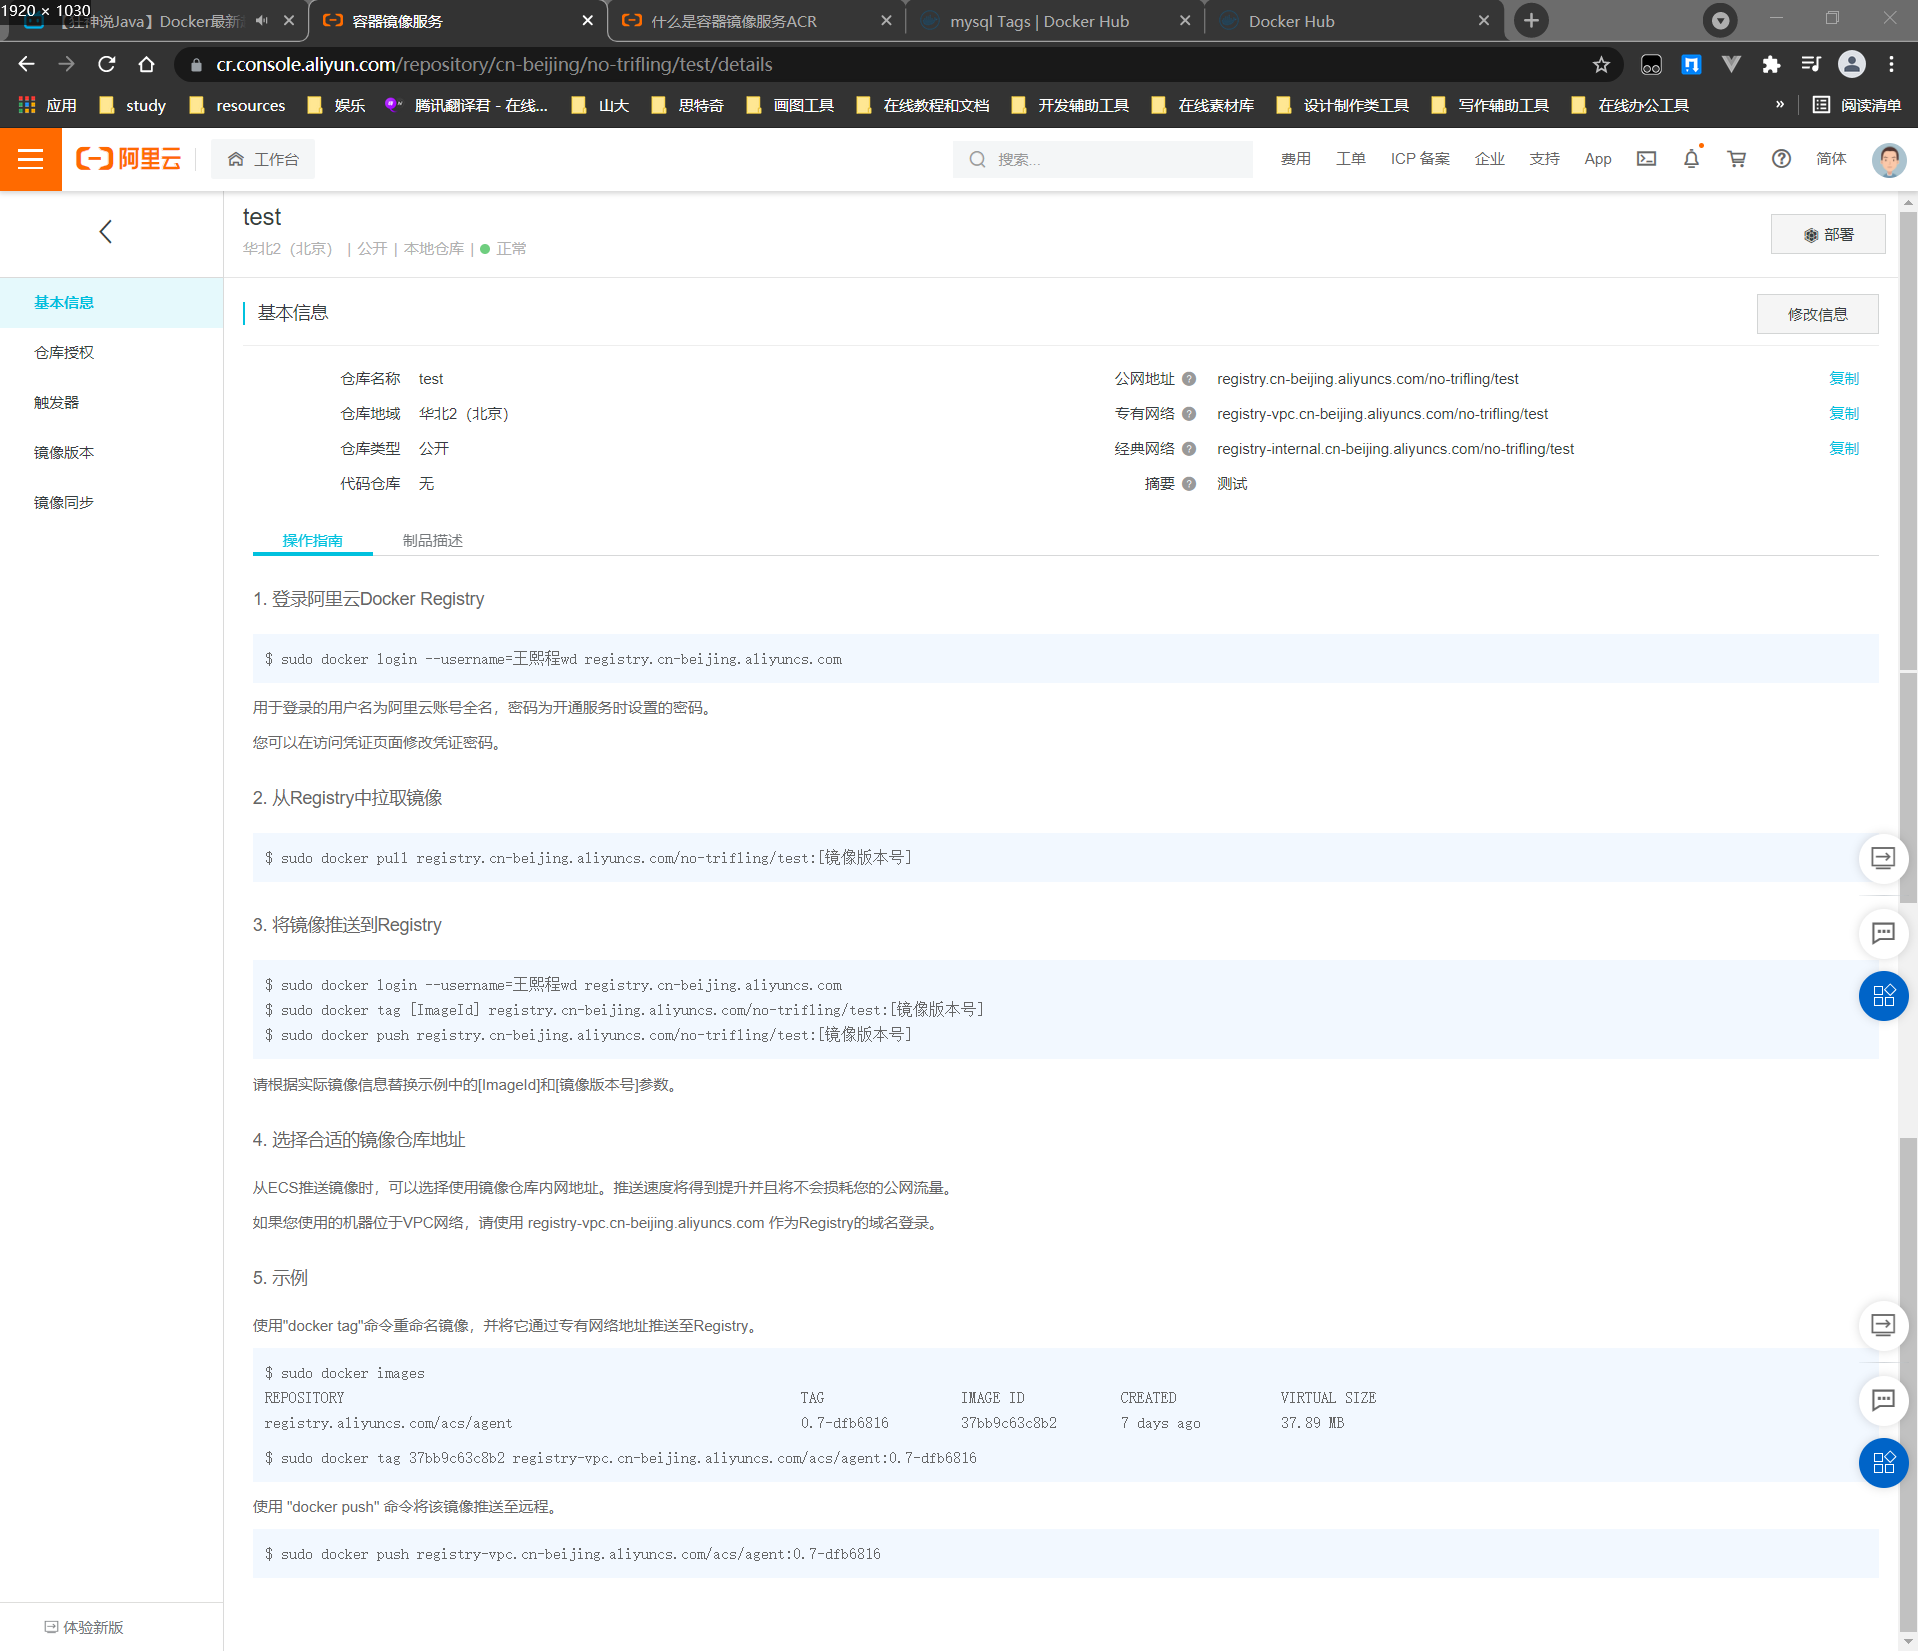 1920 × 1030
【狂神说Java】Docker最新
容器镜像服务
什么是容器镜像服务ACR
mysql Tags | Docker Hub
Docker Hub
cr.console.aliyun.com/repository/cn-beijing/no-trifling/test/details
应用
study
resources
娱乐
腾讯翻译君 - 在线...
山大
思特奇
画图工具
在线教程和文档
开发辅助工具
在线素材库
设计制作类工具
写作辅助工具
在线办公工具
»
阅读清单
阿里云
工作台
搜索...
费用
工单
ICP 备案
企业
支持
App
简体
test
华北2（北京） | 公开 | 本地仓库 | 正常
部署
基本信息
仓库授权
触发器
镜像版本
镜像同步
基本信息
修改信息
仓库名称 test
公网地址 registry.cn-beijing.aliyuncs.com/no-trifling/test 复制
仓库地域 华北2（北京）
专有网络 registry-vpc.cn-beijing.aliyuncs.com/no-trifling/test 复制
仓库类型 公开
经典网络 registry-internal.cn-beijing.aliyuncs.com/no-trifling/test 复制
代码仓库 无
摘要 测试
操作指南
制品描述
1. 登录阿里云Docker Registry
$ sudo docker login --username=王熙程wd registry.cn-beijing.aliyuncs.com
用于登录的用户名为阿里云账号全名，密码为开通服务时设置的密码。
您可以在访问凭证页面修改凭证密码。
2. 从Registry中拉取镜像
$ sudo docker pull registry.cn-beijing.aliyuncs.com/no-trifling/test:[镜像版本号]
3. 将镜像推送到Registry
$ sudo docker login --username=王熙程wd registry.cn-beijing.aliyuncs.com
$ sudo docker tag [ImageId] registry.cn-beijing.aliyuncs.com/no-trifling/test:[镜像版本号]
$ sudo docker push registry.cn-beijing.aliyuncs.com/no-trifling/test:[镜像版本号]
请根据实际镜像信息替换示例中的[ImageId]和[镜像版本号]参数。
4. 选择合适的镜像仓库地址
从ECS推送镜像时，可以选择使用镜像仓库内网地址。推送速度将得到提升并且将不会损耗您的公网流量。
如果您使用的机器位于VPC网络，请使用 registry-vpc.cn-beijing.aliyuncs.com 作为Registry的域名登录。
5. 示例
使用"docker tag"命令重命名镜像，并将它通过专有网络地址推送至Registry。
$ sudo docker images
REPOSITORY TAG IMAGE ID CREATED VIRTUAL SIZE
registry.aliyuncs.com/acs/agent 0.7-dfb6816 37bb9c63c8b2 7 days ago 37.89 MB
$ sudo docker tag 37bb9c63c8b2 registry-vpc.cn-beijing.aliyuncs.com/acs/agent:0.7-dfb6816
使用 "docker push" 命令将该镜像推送至远程。
$ sudo docker push registry-vpc.cn-beijing.aliyuncs.com/acs/agent:0.7-dfb6816
体验新版